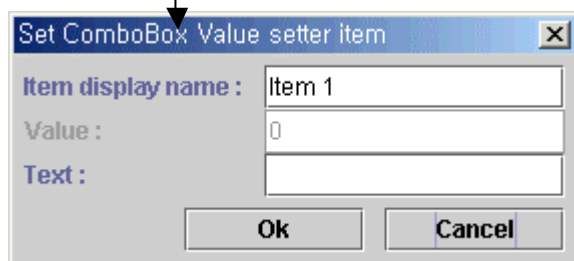 Set ComboBox Value setter item
Item display name : Item 1
Value : 0
Text :
Ok Cancel